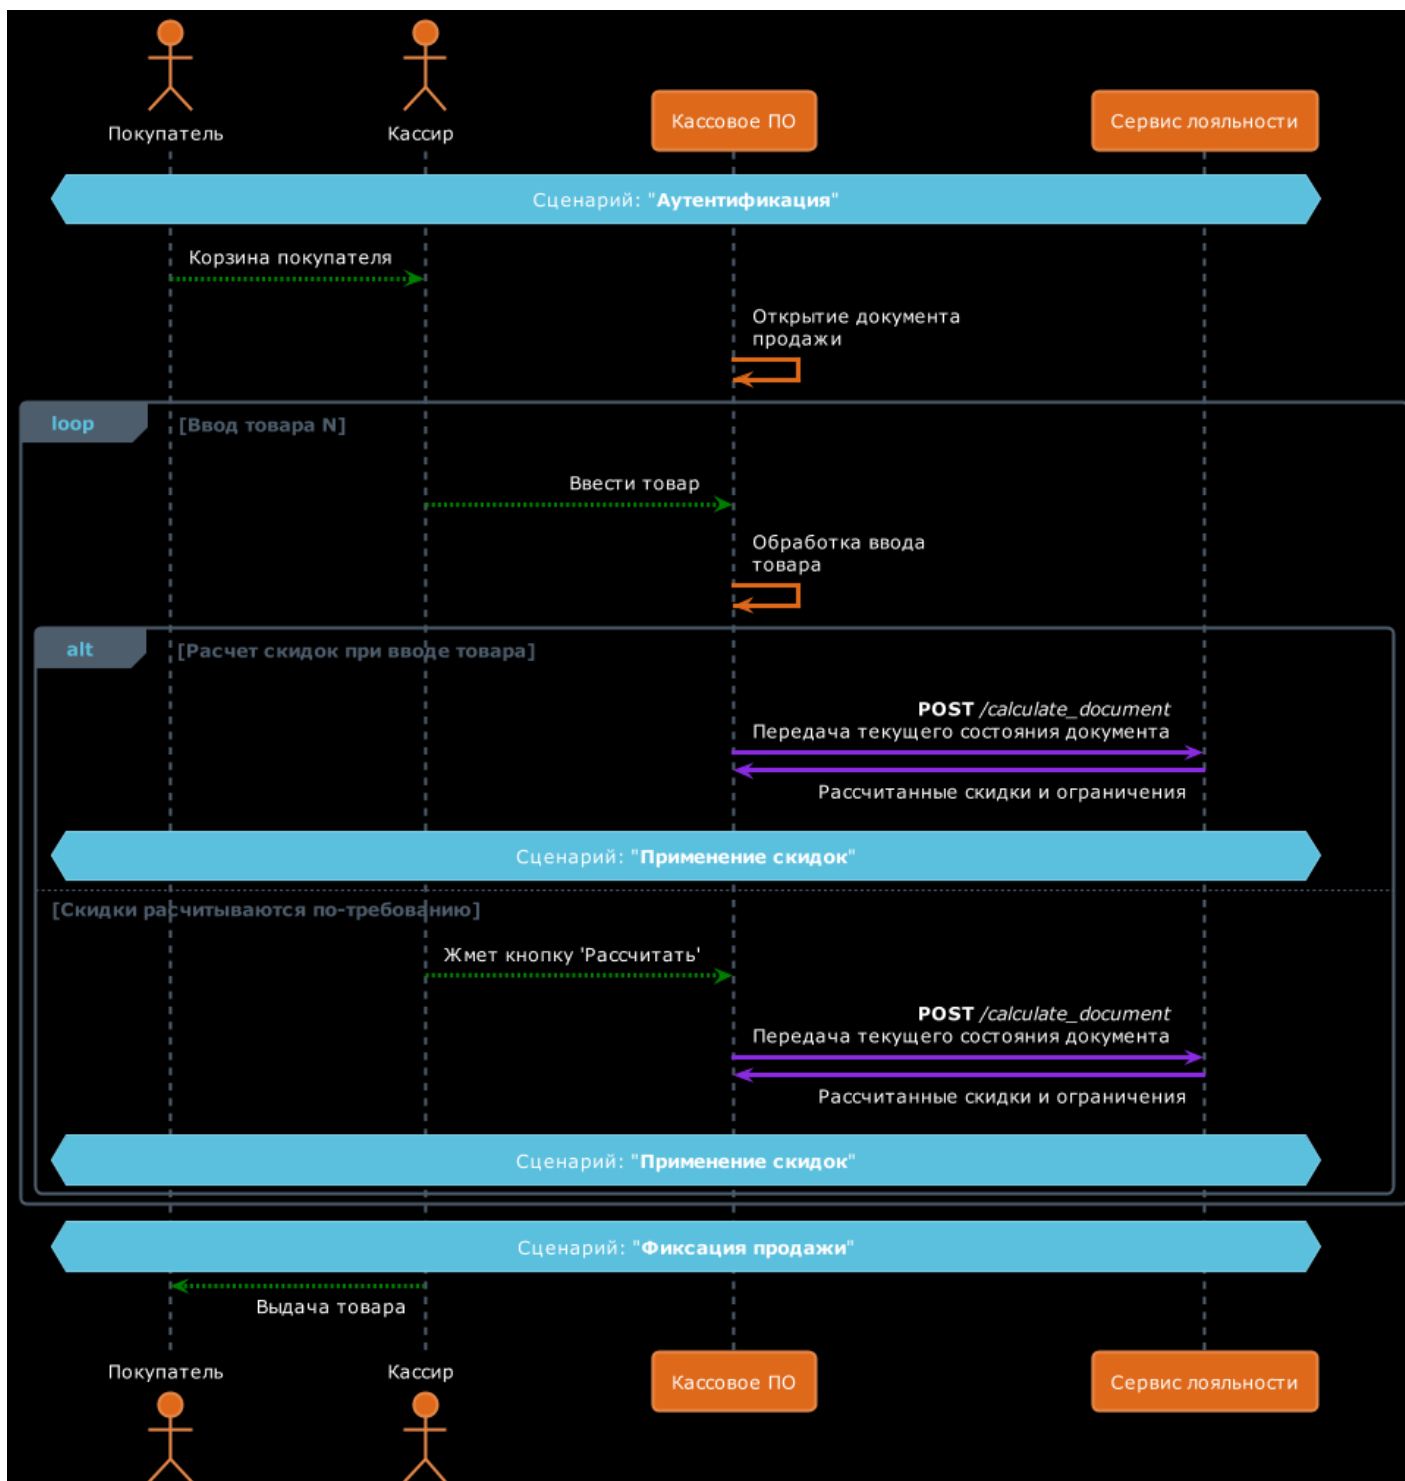 Покупатель
Кассир
Кассовое ПО
Сервис лояльности
Сценарий: "Аутентификация"
Корзина покупателя
Открытие документа
продажи
loop
[Ввод товара N]
Ввести товар
Обработка ввода
товара
alt
[Расчет скидок при вводе товара]
POST /calculate_document
Передача текущего состояния документа
Рассчитанные скидки и ограничения
Сценарий: "Применение скидок"
[Скидки расчитываются по-требованию]
Жмет кнопку 'Рассчитать'
POST /calculate_document
Передача текущего состояния документа
Рассчитанные скидки и ограничения
Сценарий: "Применение скидок"
Сценарий: "Фиксация продажи"
Выдача товара
Покупатель
Кассир
Кассовое ПО
Сервис лояльности